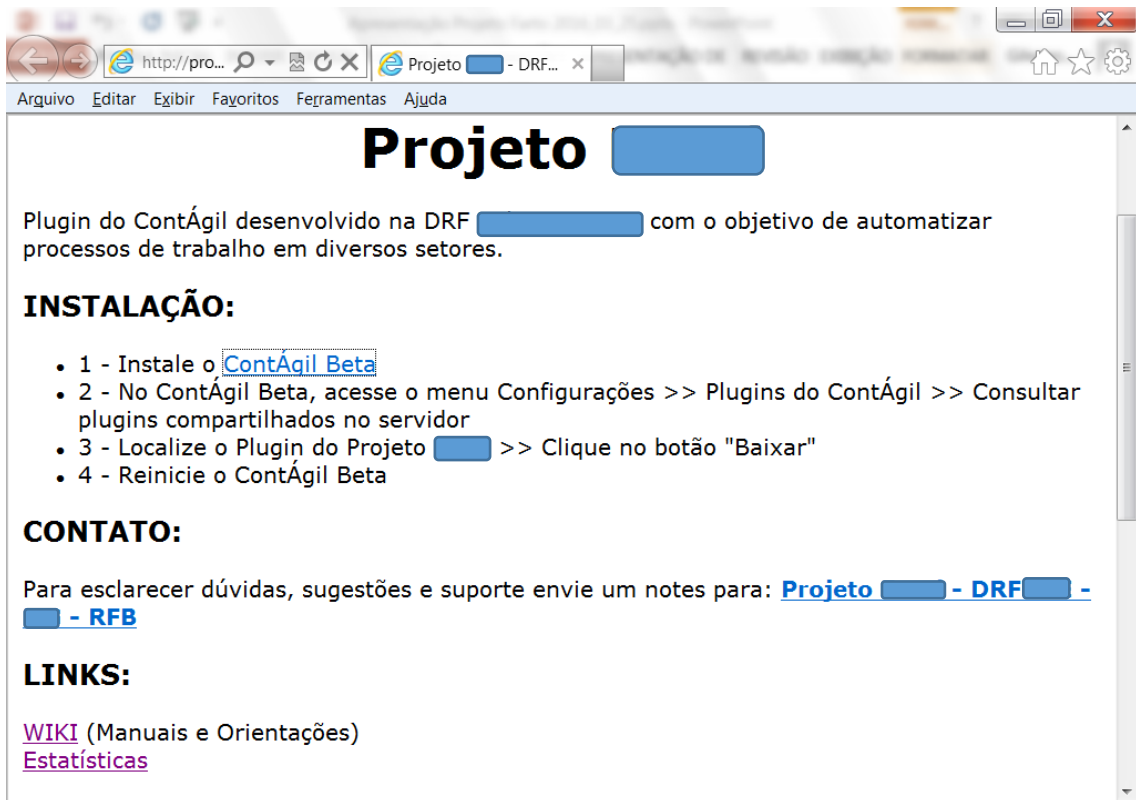 http://pro...
Projeto - DRF...
Arquivo Editar Exibir Favoritos Ferramentas Ajuda
Projeto
Plugin do ContÁgil desenvolvido na DRF com o objetivo de automatizar
processos de trabalho em diversos setores.
INSTALAÇÃO:
1 - Instale o ContÁgil Beta
2 - No ContÁgil Beta, acesse o menu Configurações >> Plugins do ContÁgil >> Consultar
plugins compartilhados no servidor
3 - Localize o Plugin do Projeto >> Clique no botão "Baixar"
4 - Reinicie o ContÁgil Beta
CONTATO:
Para esclarecer dúvidas, sugestões e suporte envie um notes para: Projeto - DRF -
- RFB
LINKS:
WIKI (Manuais e Orientações)
Estatísticas